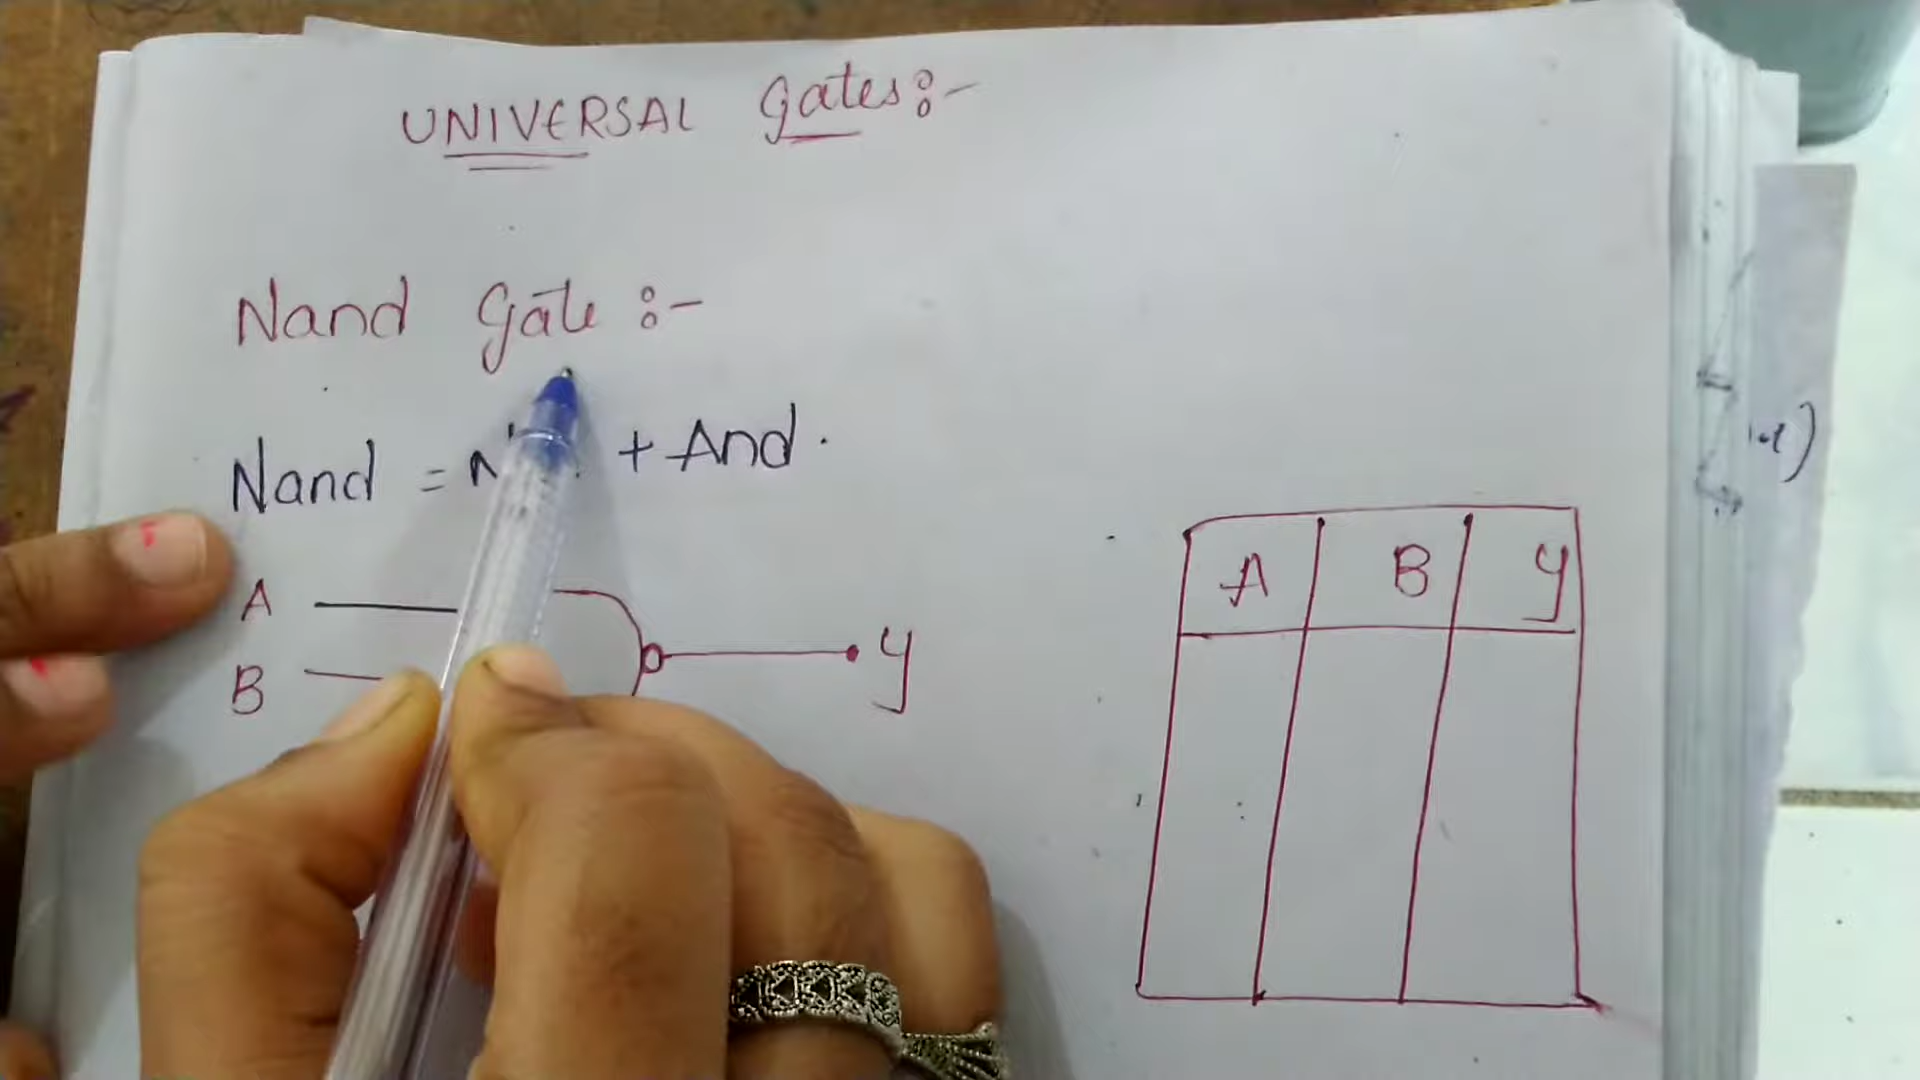 UNIVERSAL Gates:-
Nand Gate :-
Nand = + And.
A
B
y
A B y